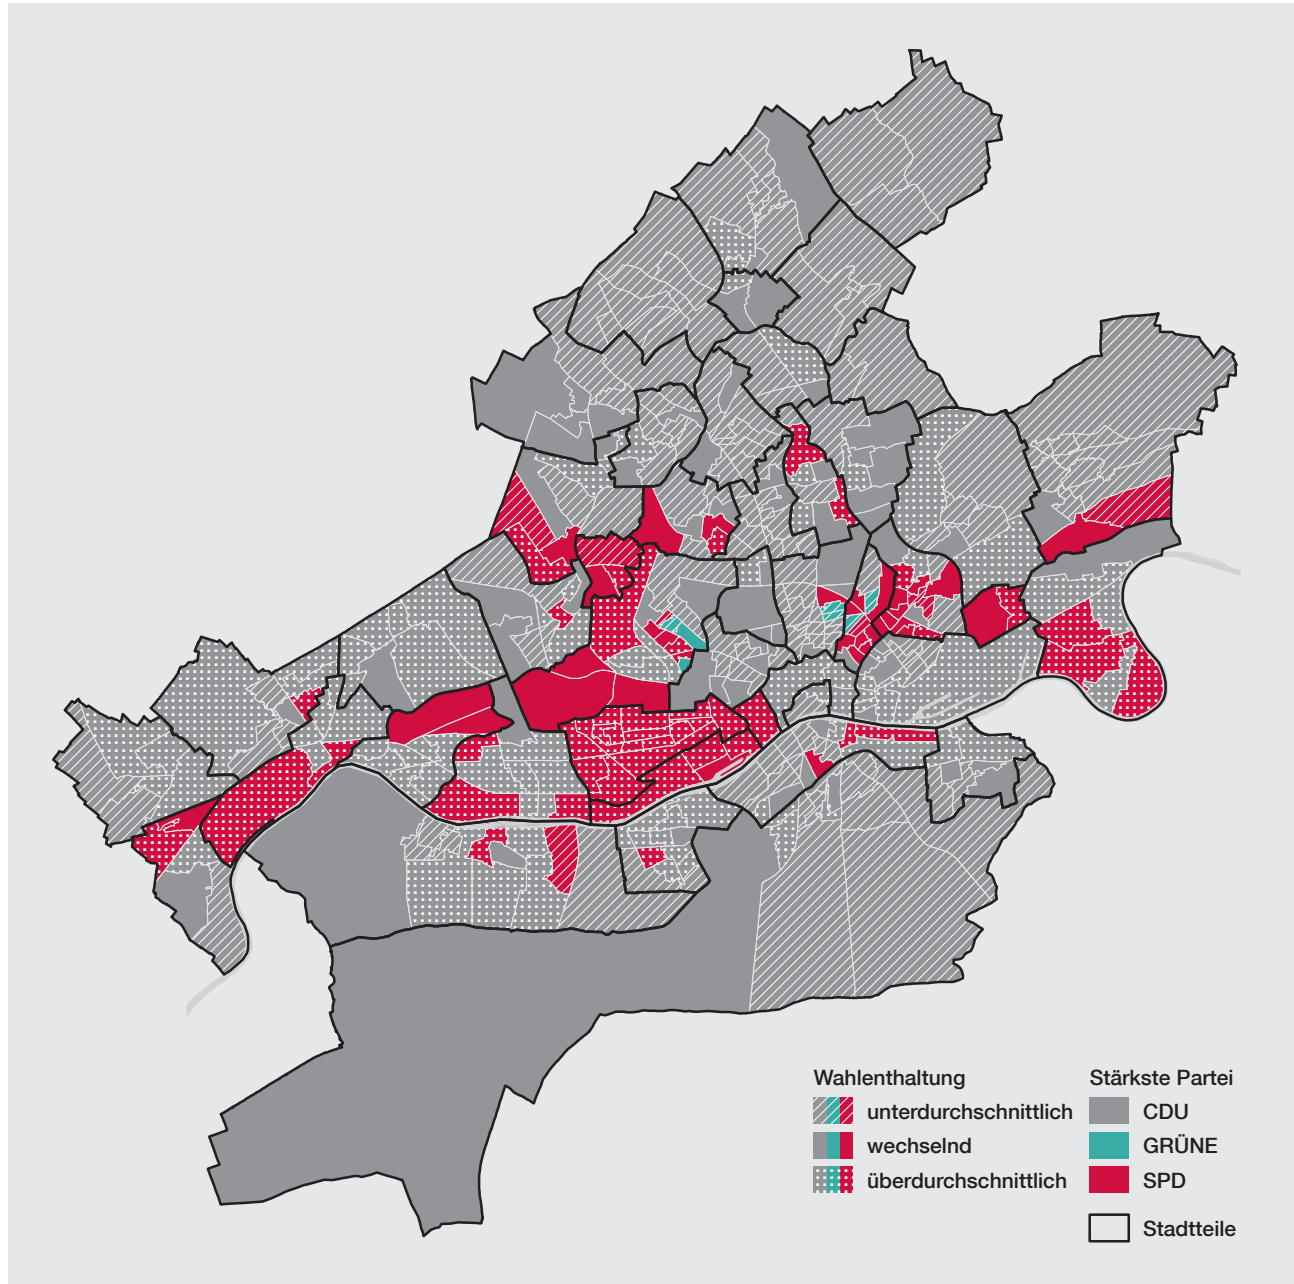 Wahlenthaltung
unterdurchschnittlich
wechselnd
überdurchschnittlich
Stärkste Partei
CDU
GRÜNE
SPD
Stadtteile